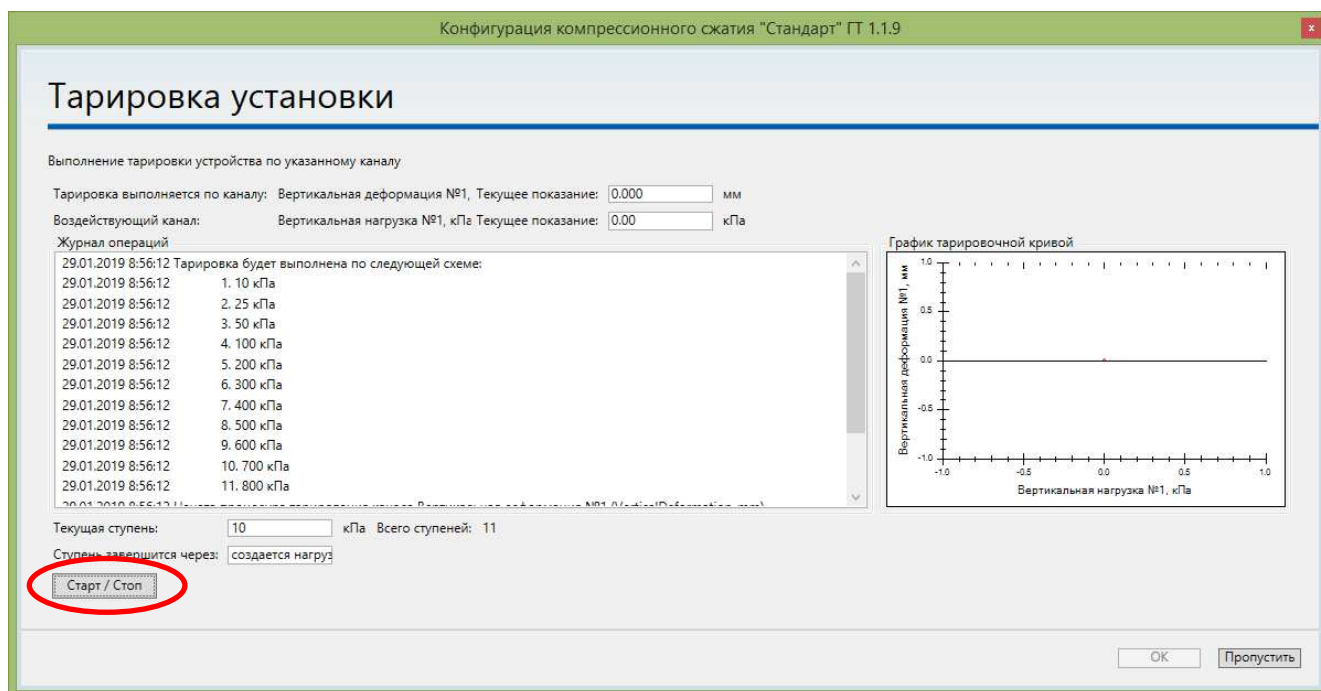 Конфигурация компрессионного сжатия "Стандарт" ГТ 1.1.9
x
Тарировка установки
Выполнение тарировки устройства по указанному каналу
Тарировка выполняется по каналу: Вертикальная деформация №1, Текущее показание: 0.000 мм
Воздействующий канал: Вертикальная нагрузка №1, кПа Текущее показание: 0.00 кПа
Журнал операций
29.01.2019 8:56:12 Тарировка будет выполнена по следующей схеме:
29.01.2019 8:56:12 1. 10 кПа
29.01.2019 8:56:12 2. 25 кПа
29.01.2019 8:56:12 3. 50 кПа
29.01.2019 8:56:12 4. 100 кПа
29.01.2019 8:56:12 5. 200 кПа
29.01.2019 8:56:12 6. 300 кПа
29.01.2019 8:56:12 7. 400 кПа
29.01.2019 8:56:12 8. 500 кПа
29.01.2019 8:56:12 9. 600 кПа
29.01.2019 8:56:12 10. 700 кПа
29.01.2019 8:56:12 11. 800 кПа
График тарировочной кривой
Вертикальная деформация №1, мм
1.0
0.5
0.0
-0.5
-1.0
-1.0 -0.5 0.0 0.5 1.0
Вертикальная нагрузка №1, кПа
Текущая ступень: 10 кПа Всего ступеней: 11
Ступень завершится через: создается нагруз
Старт / Стоп
OK Пропустить